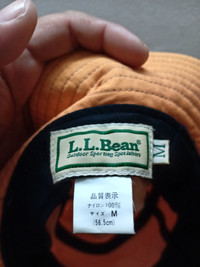 L.L.Bean®
Outdoor Sporting Specialists
M
品質表示
ナイロン100%
サイズ M
(58.5cm)